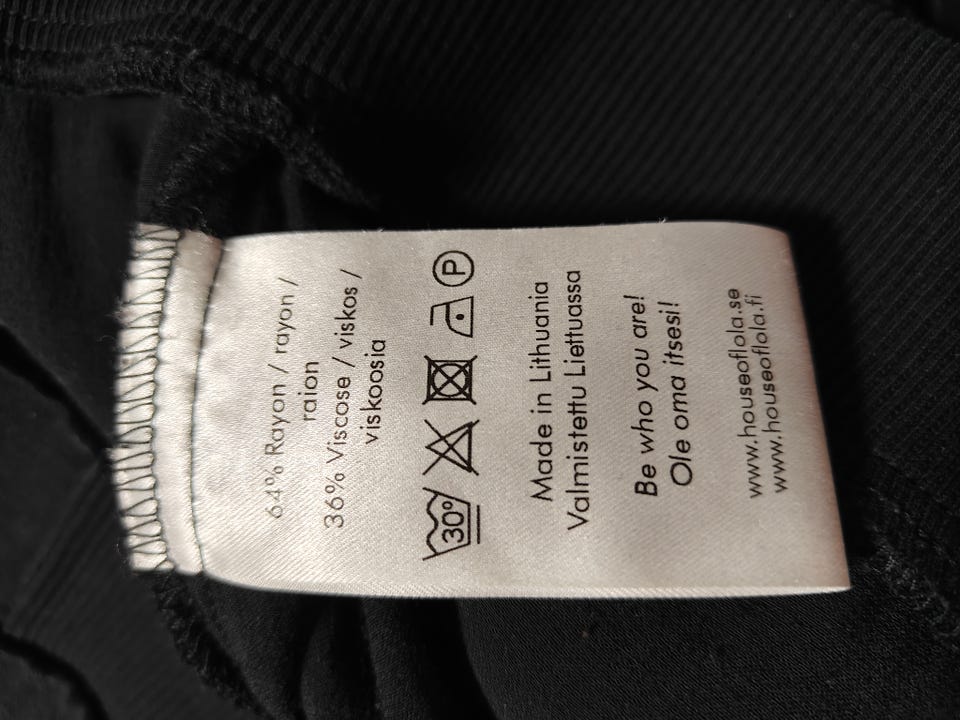 64% Rayon / rayon /
raion
36% Viscose / viskos /
viskoosia
30° P
Made in Lithuania
Valmistettu Liettuassa
Be who you are!
Ole oma itsesi!
www.houseoflola.se
www.houseoflola.fi